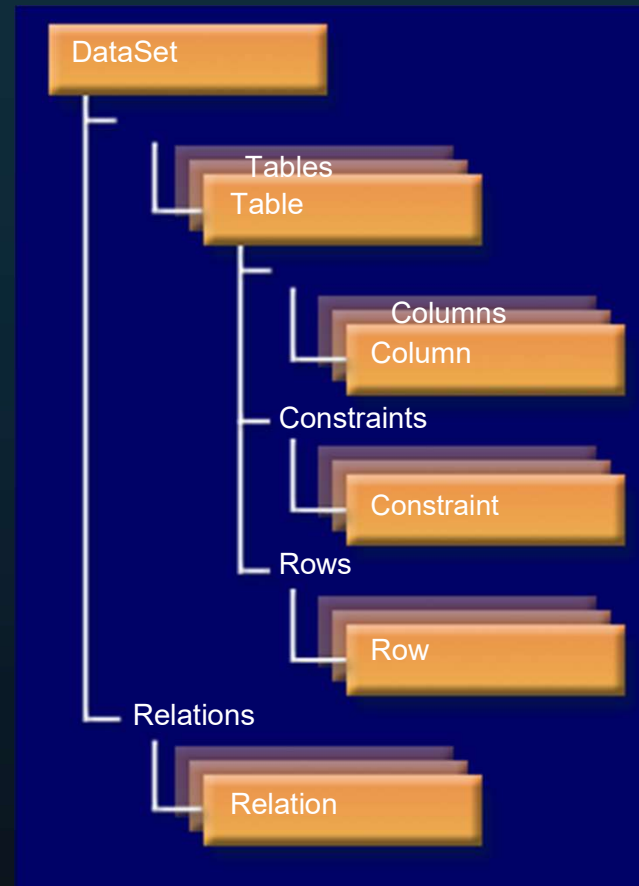 DataSet
Tables
Table
Columns
Column
Constraints
Constraint
Rows
Row
Relations
Relation